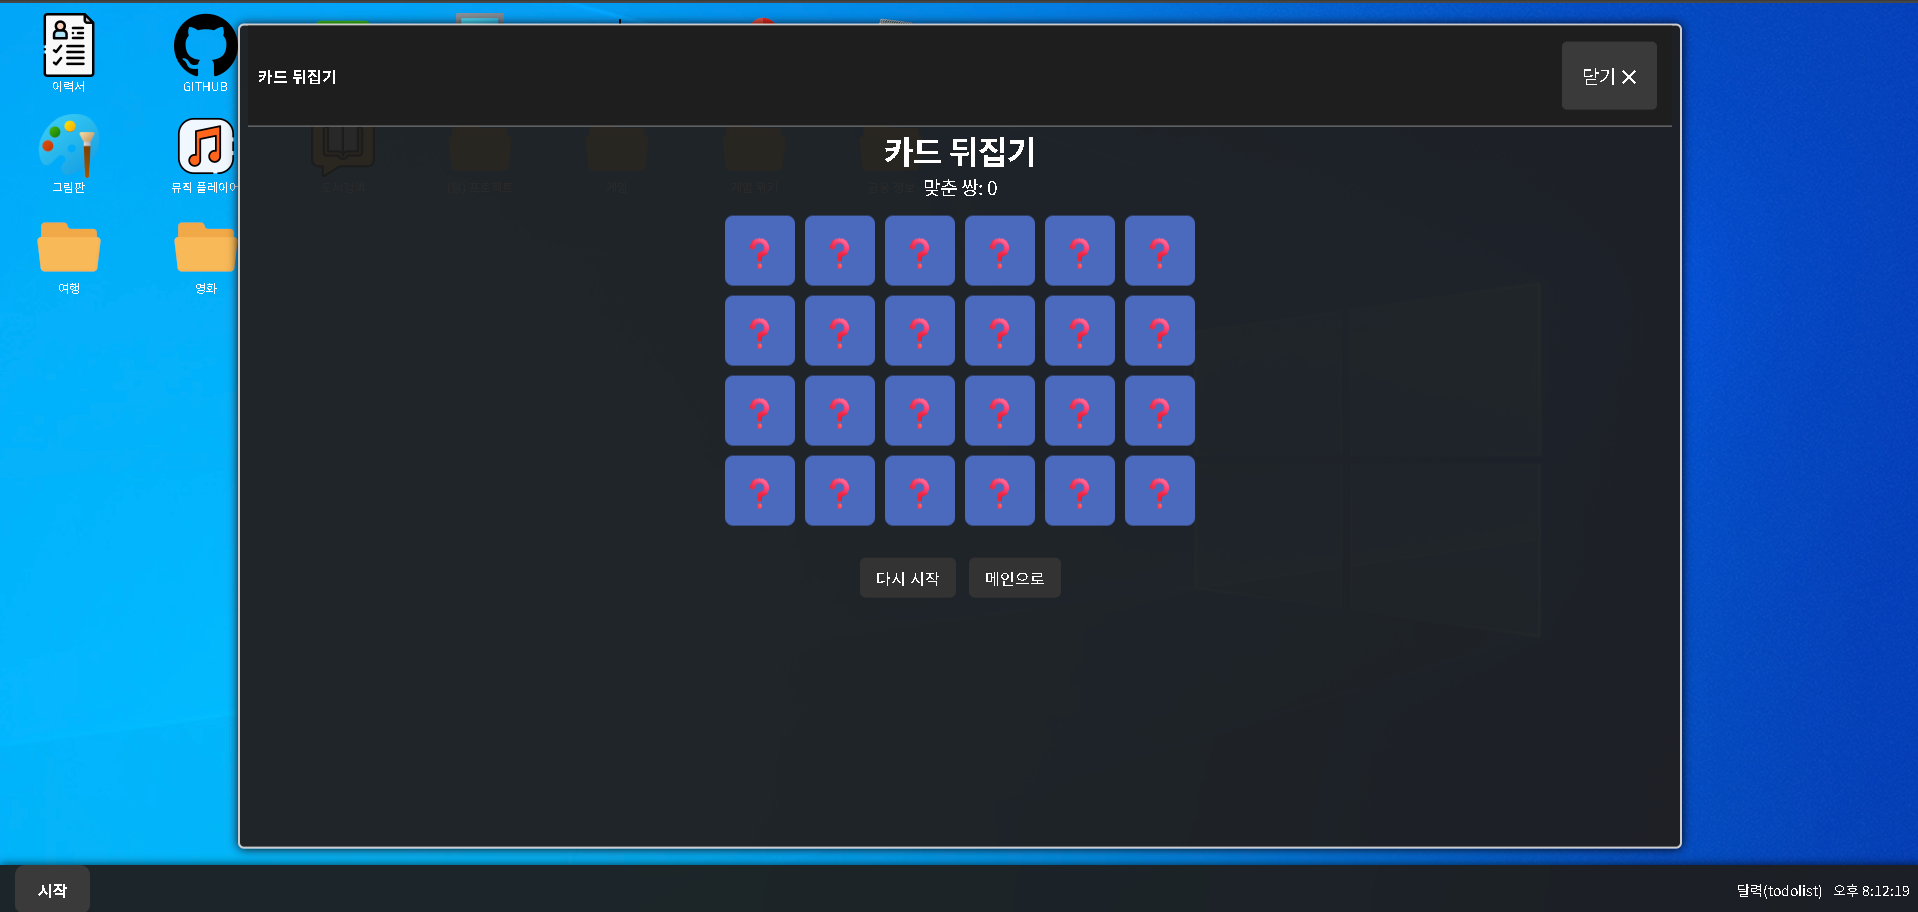 이력서
GITHUB
카드 뒤집기
닫기 ✕
그림판
뮤직 플레이어
카드 뒤집기
맞춘 쌍: 0
여행
영화
❓ ❓ ❓ ❓ ❓ ❓
❓ ❓ ❓ ❓ ❓ ❓
❓ ❓ ❓ ❓ ❓ ❓
❓ ❓ ❓ ❓ ❓ ❓
다시 시작
메인으로
시작
달력(todolist) 오후 8:12:19